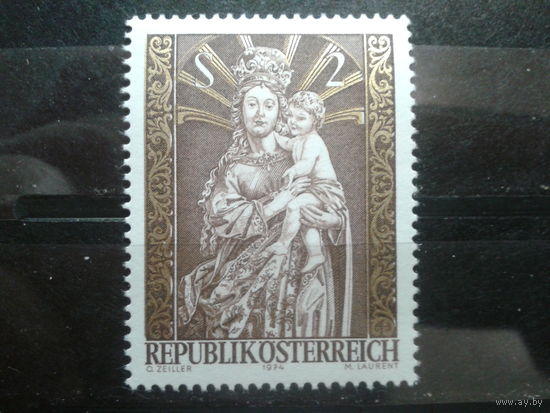 S 2
REPUBLIK ÖSTERREICH
O. ZEILLER 1974 M. LAURENT
© www.ay.by